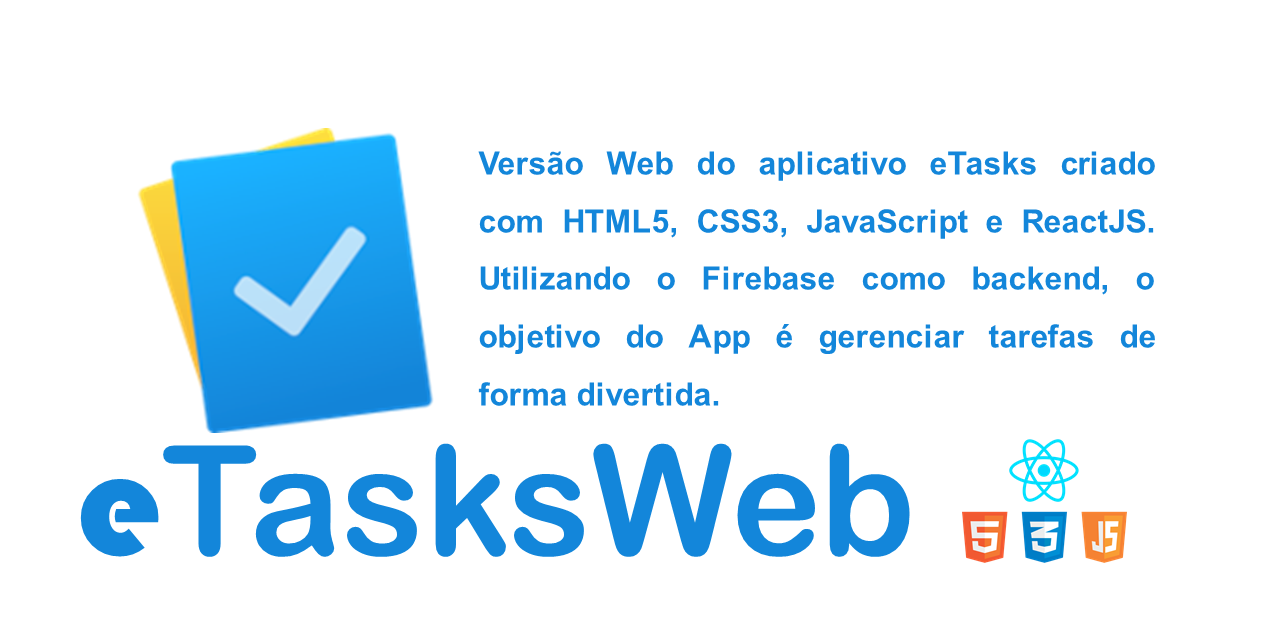 Versão Web do aplicativo eTasks criado
com HTML5, CSS3, JavaScript e ReactJS.
Utilizando o Firebase como backend, o
objetivo do App é gerenciar tarefas de
forma divertida.
eTasksWeb
5 3 JS